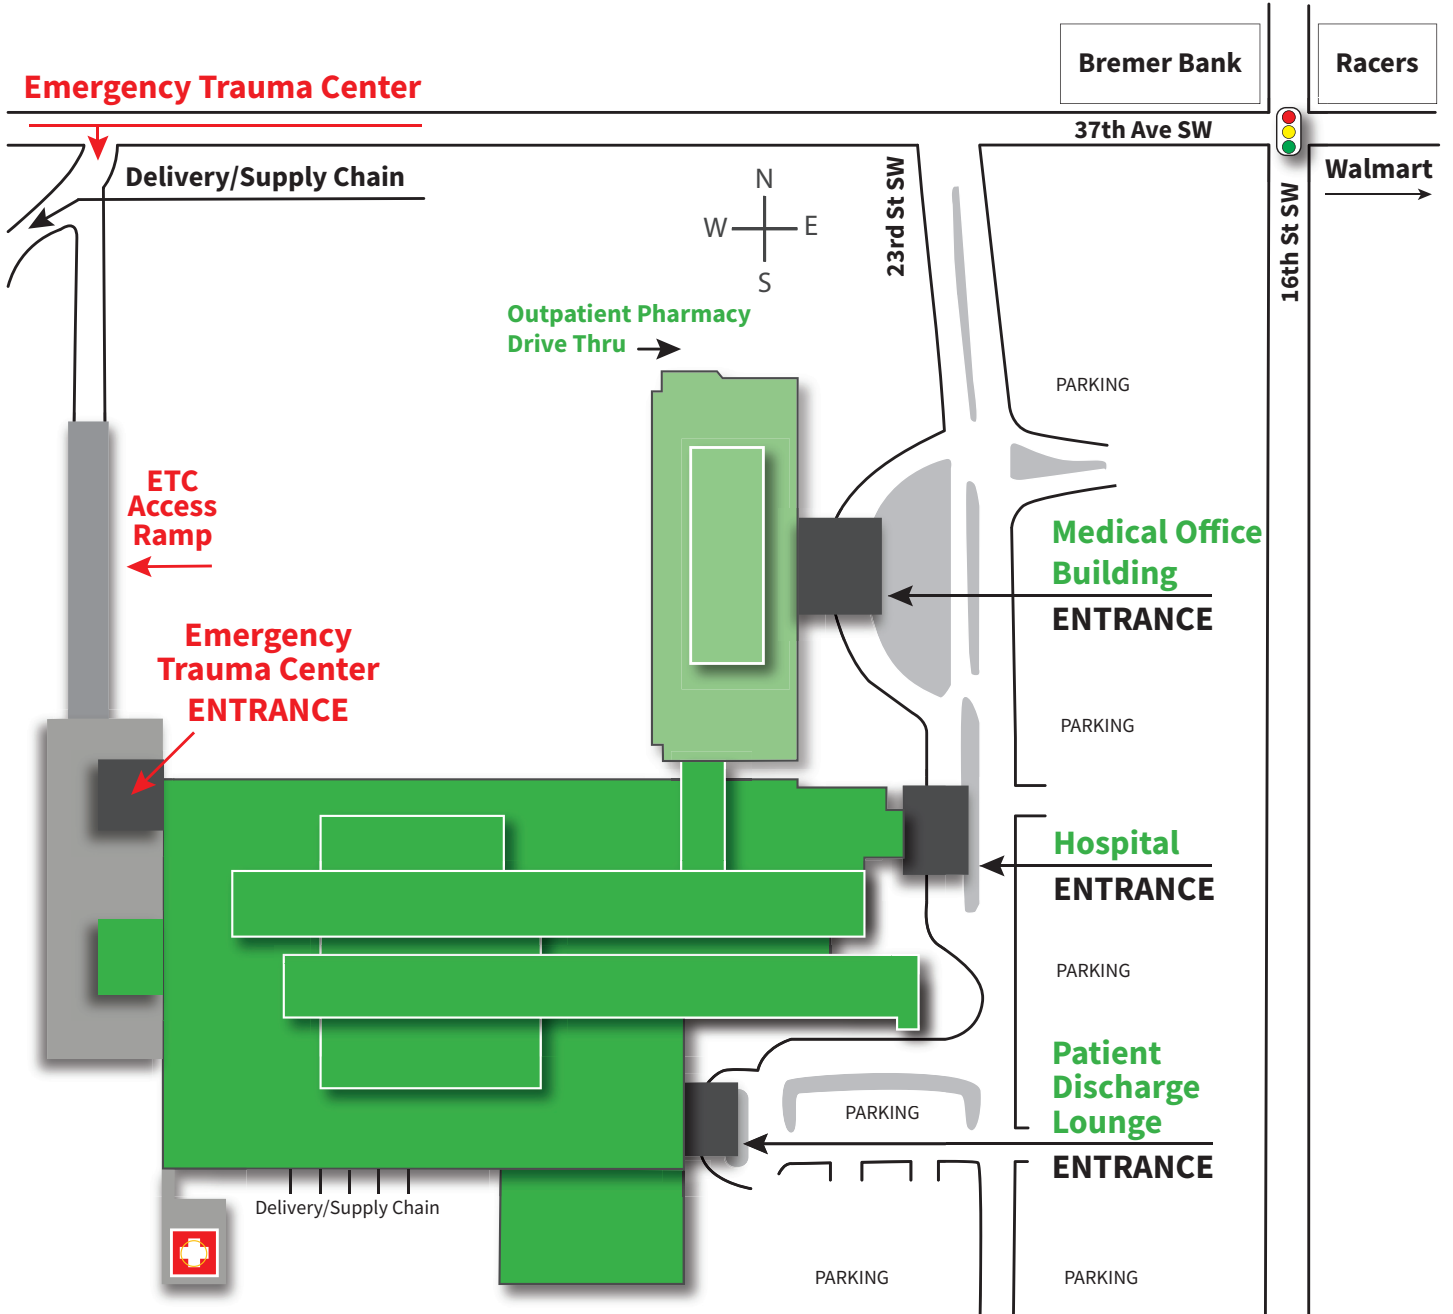 Bremer Bank
Racers
Emergency Trauma Center
37th Ave SW
Delivery/Supply Chain
Walmart
23rd St SW
16th St SW
N
W
E
S
Outpatient Pharmacy
Drive Thru
PARKING
ETC
Access
Ramp
Medical Office
Building
ENTRANCE
Emergency
Trauma Center
ENTRANCE
PARKING
Hospital
ENTRANCE
PARKING
Patient
Discharge
Lounge
ENTRANCE
PARKING
Delivery/Supply Chain
PARKING
PARKING